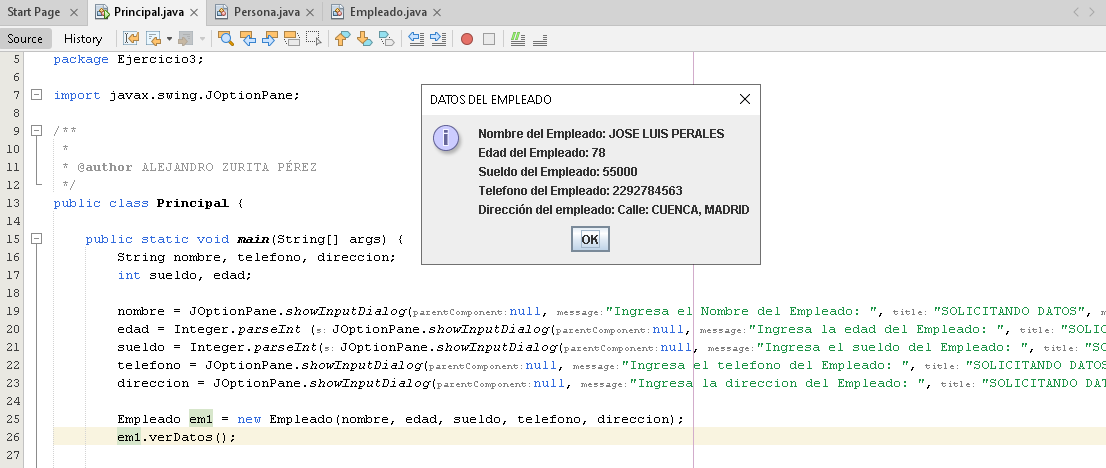 Start Page Principal.java Persona.java Empleado.java
Source History
5 package Ejercicio3;
6
7 import javax.swing.JOptionPane;
8
9 /**
10 *
11 * @author ALEJANDRO ZURITA PÉREZ
12 */
13 public class Principal {
14
15 public static void main(String[] args) {
16 String nombre, telefono, direccion;
17 int sueldo, edad;
18
19 nombre = JOptionPane.showInputDialog(parentComponent: null, message: "Ingresa el Nombre del Empleado: ", title: "SOLICITANDO DATOS", m
20 edad = Integer.parseInt (s: JOptionPane.showInputDialog(parentComponent: null, message: "Ingresa la edad del Empleado: ", title: "SOLIC
21 sueldo = Integer.parseInt(s: JOptionPane.showInputDialog(parentComponent: null, message: "Ingresa el sueldo del Empleado: ", title: "SO
22 telefono = JOptionPane.showInputDialog(parentComponent: null, message: "Ingresa el telefono del Empleado: ", title: "SOLICITANDO DATOS
23 direccion = JOptionPane.showInputDialog(parentComponent: null, message: "Ingresa la direccion del Empleado: ", title: "SOLICITANDO DAT
24
25 Empleado em1 = new Empleado(nombre, edad, sueldo, telefono, direccion);
26 em1.verDatos();
27
DATOS DEL EMPLEADO
Nombre del Empleado: JOSE LUIS PERALES
Edad del Empleado: 78
Sueldo del Empleado: 55000
Telefono del Empleado: 2292784563
Dirección del empleado: Calle: CUENCA, MADRID
OK